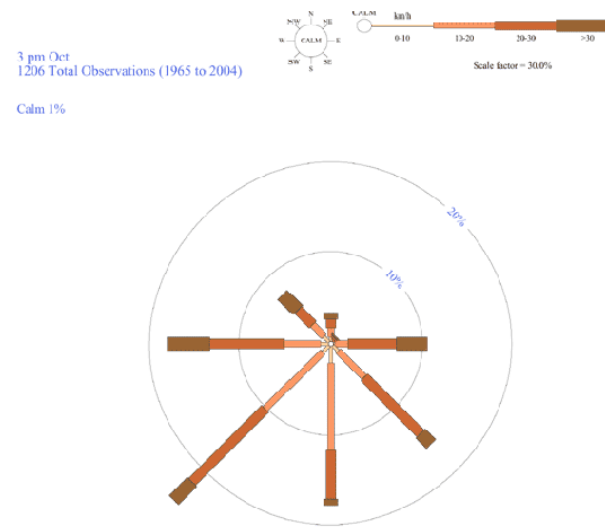 N
NW NE
W CALM E
SW SE
S
CALM km/h
0-10 10-20 20-30 >30
Scale factor = 30.0%
3 pm Oct
1206 Total Observations (1965 to 2004)
Calm 1%
20%
10%